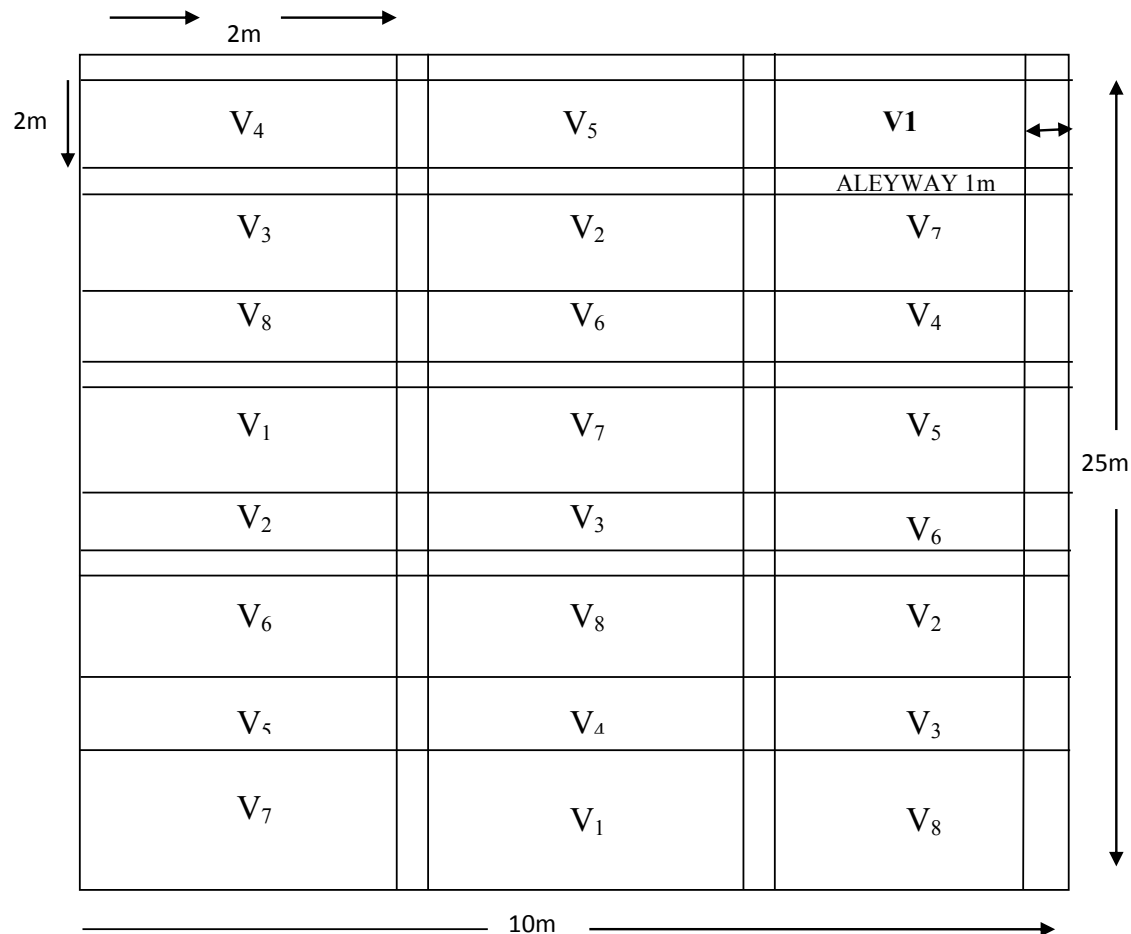 2m
2m
V₄ V₅ V1
ALEYWAY 1m
V₃ V₂ V₇
V₈ V₆ V₄
V₁ V₇ V₅
25m
V₂ V₃ V₆
V₆ V₈ V₂
V₅ V₄ V₃
V₇ V₁ V₈
10m